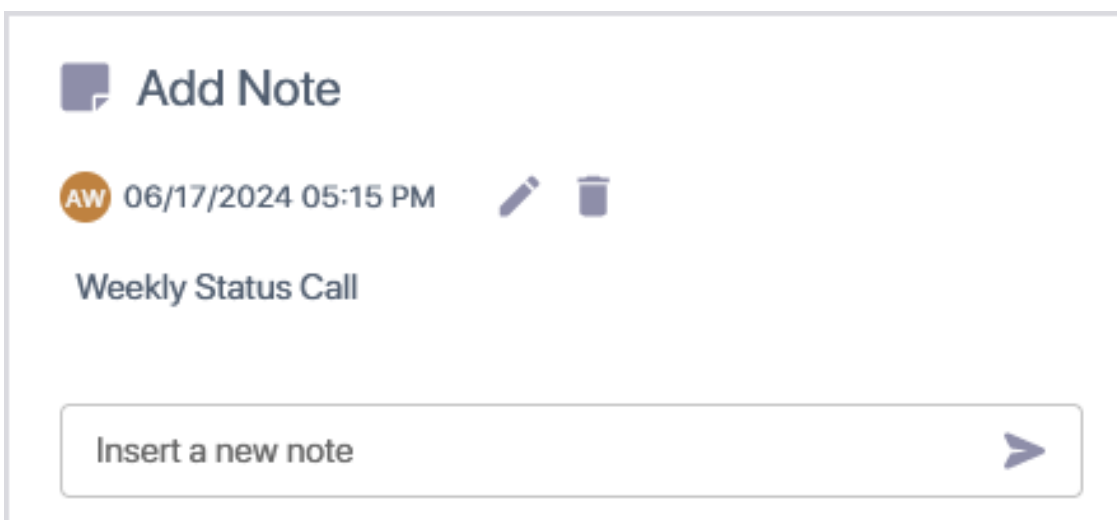 Add Note
AW 06/17/2024 05:15 PM
Weekly Status Call
Insert a new note